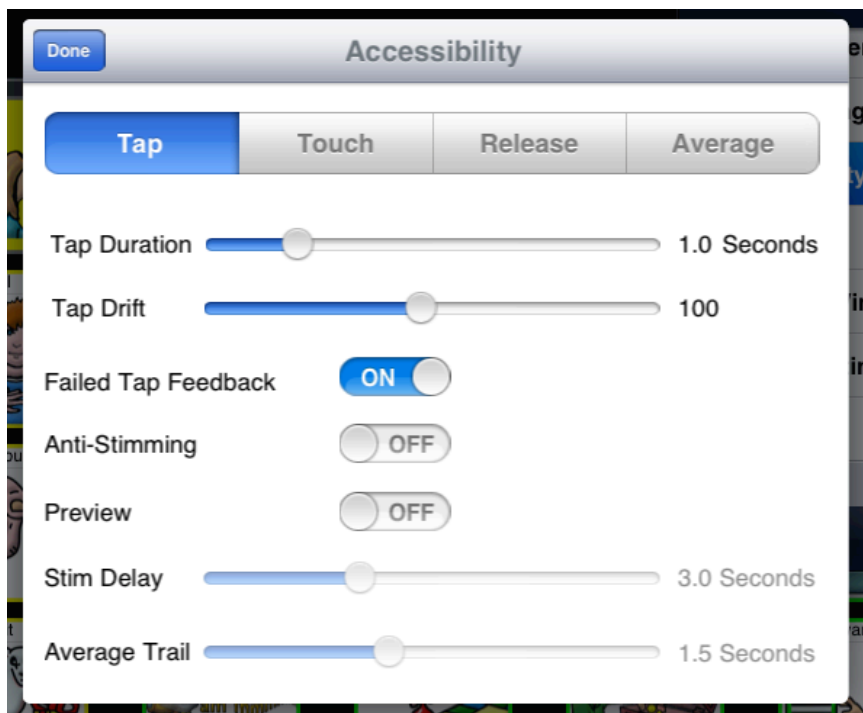 Done
Accessibility
Tap Touch Release Average
Tap Duration 1.0 Seconds
Tap Drift 100
Failed Tap Feedback ON
Anti-Stimming OFF
Preview OFF
Stim Delay 3.0 Seconds
Average Trail 1.5 Seconds